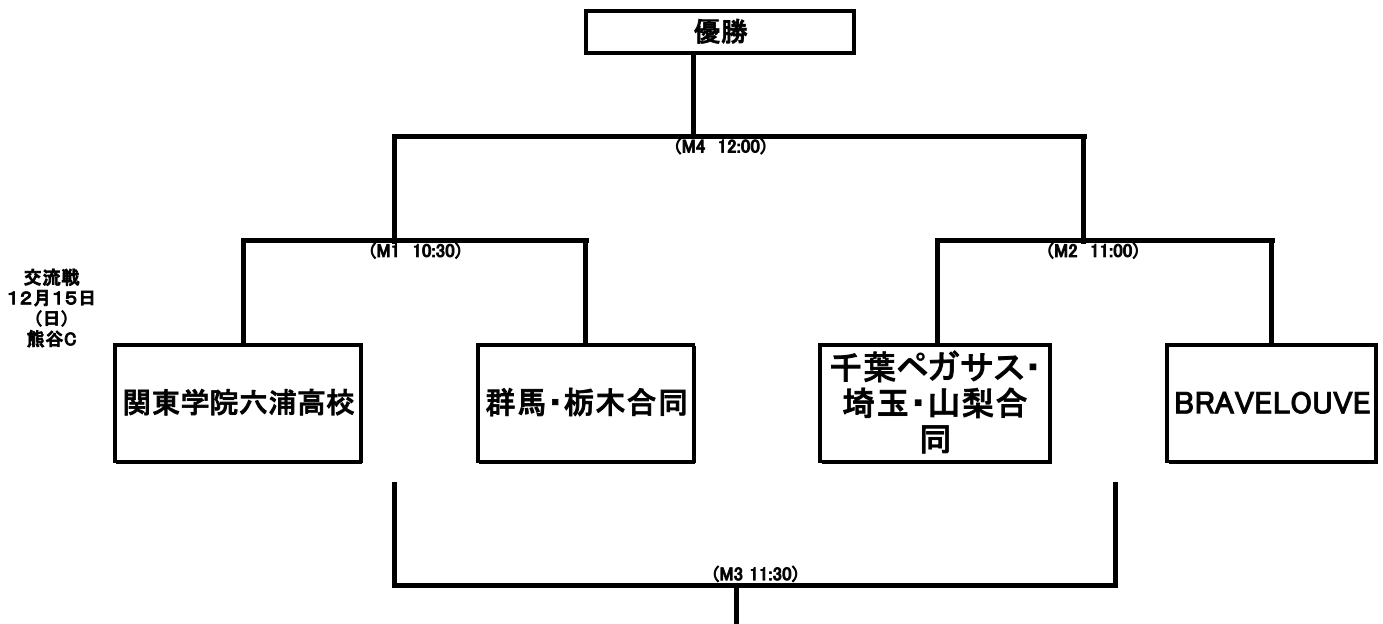 優勝
(M4 12:00)
(M1 10:30)
(M2 11:00)
交流戦
12月15日
(日)
熊谷C
関東学院六浦高校
群馬・栃木合同
千葉ペガサス・
埼玉・山梨合
同
BRAVELOUVE
(M3 11:30)